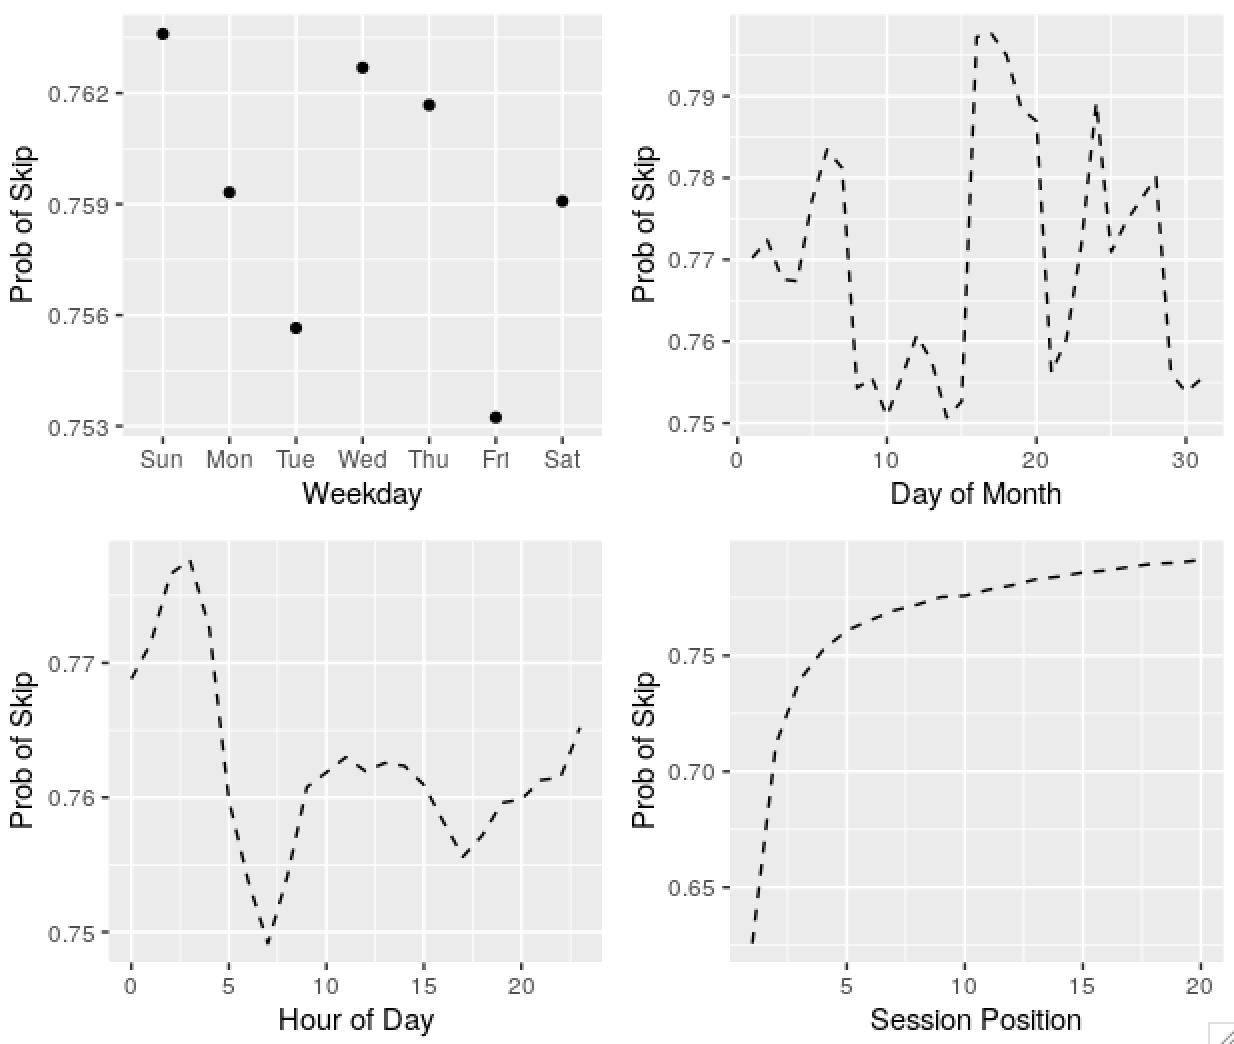 Prob of Skip
0.762
0.759
0.756
0.753
Sun Mon Tue Wed Thu Fri Sat
Weekday
Prob of Skip
0.79
0.78
0.77
0.76
0.75
0 10 20 30
Day of Month
Prob of Skip
0.77
0.76
0.75
0 5 10 15 20
Hour of Day
Prob of Skip
0.75
0.70
0.65
5 10 15 20
Session Position